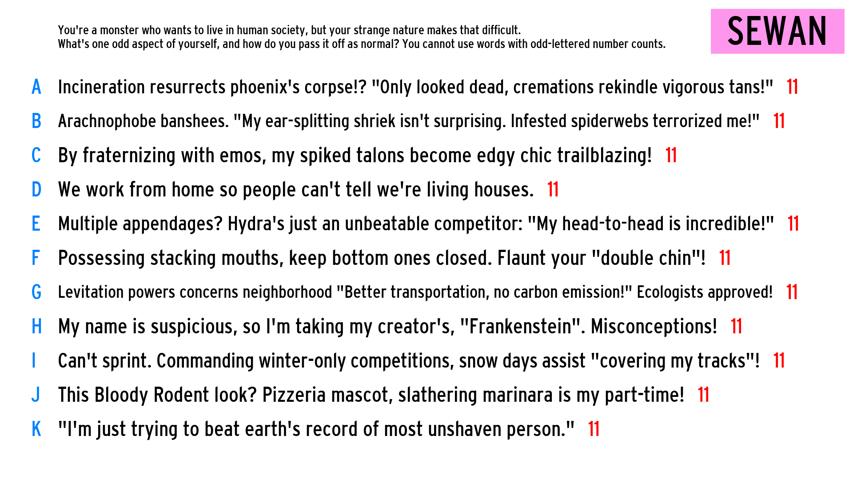 You're a monster who wants to live in human society, but your strange nature makes that difficult.
What's one odd aspect of yourself, and how do you pass it off as normal? You cannot use words with odd-lettered number counts.
SEWAN
A Incineration resurrects phoenix's corpse!? "Only looked dead, cremations rekindle vigorous tans!" 11
B Arachnophobe banshees. "My ear-splitting shriek isn't surprising. Infested spiderwebs terrorized me!" 11
C By fraternizing with emos, my spiked talons become edgy chic trailblazing! 11
D We work from home so people can't tell we're living houses. 11
E Multiple appendages? Hydra's just an unbeatable competitor: "My head-to-head is incredible!" 11
F Possessing stacking mouths, keep bottom ones closed. Flaunt your "double chin"! 11
G Levitation powers concerns neighborhood "Better transportation, no carbon emission!" Ecologists approved! 11
H My name is suspicious, so I'm taking my creator's, "Frankenstein". Misconceptions! 11
I Can't sprint. Commanding winter-only competitions, snow days assist "covering my tracks"! 11
J This Bloody Rodent look? Pizzeria mascot, slathering marinara is my part-time! 11
K "I'm just trying to beat earth's record of most unshaven person." 11